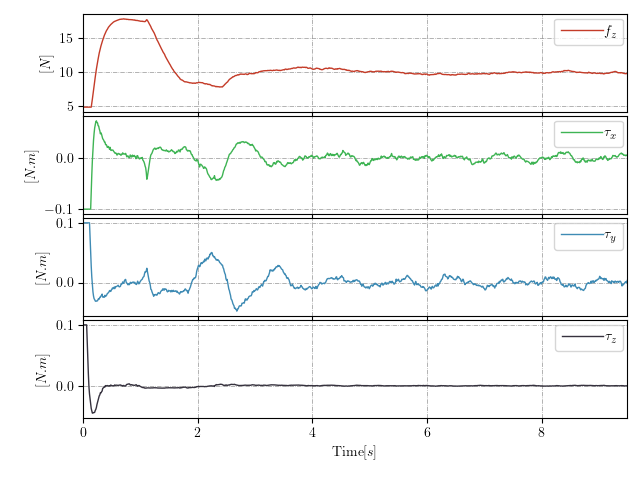 15
10
5
[N]
f_z
0.0
−0.1
[N.m]
τ_x
0.1
0.0
[N.m]
τ_y
0.1
0.0
[N.m]
τ_z
0 2 4 6 8
Time[s]